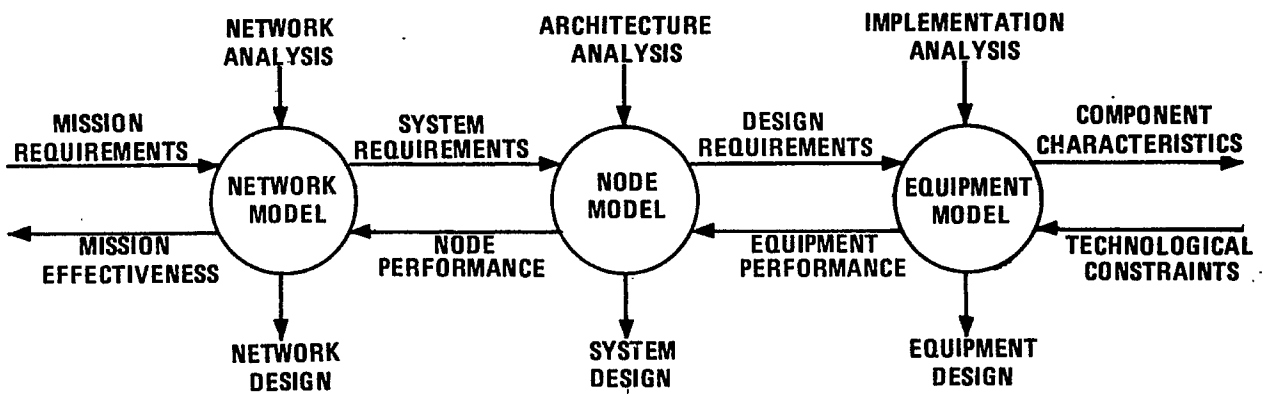 NETWORK
ANALYSIS
ARCHITECTURE
ANALYSIS
IMPLEMENTATION
ANALYSIS
MISSION
REQUIREMENTS
SYSTEM
REQUIREMENTS
DESIGN
REQUIREMENTS
COMPONENT
CHARACTERISTICS
NETWORK
MODEL
NODE
MODEL
EQUIPMENT
MODEL
MISSION
EFFECTIVENESS
NODE
PERFORMANCE
EQUIPMENT
PERFORMANCE
TECHNOLOGICAL
CONSTRAINTS
NETWORK
DESIGN
SYSTEM
DESIGN
EQUIPMENT
DESIGN